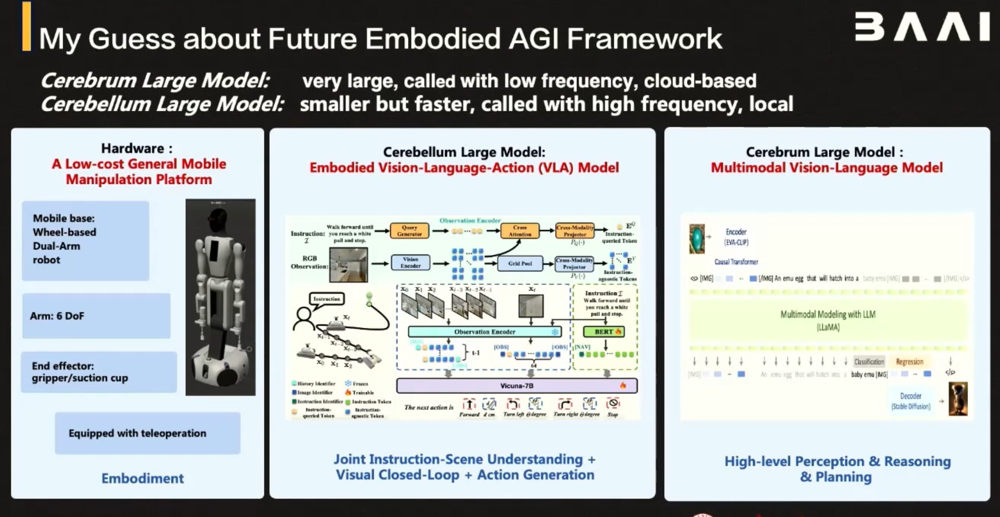 My Guess about Future Embodied AGI Framework
BAAI
Cerebrum Large Model: very large, called with low frequency, cloud-based
Cerebellum Large Model: smaller but faster, called with high frequency, local
Hardware :
A Low-cost General Mobile
Manipulation Platform
Mobile base:
Wheel-based
Dual-Arm
robot
Arm: 6 DoF
End effector:
gripper/suction cup
Equipped with teleoperation
Embodiment
Cerebellum Large Model:
Embodied Vision-Language-Action (VLA) Model
Observation Encoder
Instruction:
I
Walk forward until
you reach a white
pall and stop.
Query
Generator
Cross
Attention
Cross-Modality
Projector
P_Q(·)
E^Q
Instruction-
queried Token
RGB
Observation:
Vision
Encoder
Grid Pool
Cross-Modality
Projector
P_V(·)
E^V
Instruction-
agnostic Tokens
Instruction
X_t
X_t-1
X_t-2
X_t-3
X_0 X_1 X_2
X_0 X_1 X_2 ... X_t-3 X_t-2 X_t-1
X_t
Instruction I
Walk forward until
you reach a white
pall and stop.
Observation Encoder
BERT
[HIS]
t-1
[OBS]
[/OBS]
64
[NAV]
Vicuna-7B
History Identifier
Frozen
Image Identifier
Trainable
Instruction Identifier
Instruction Token
Instruction-
queried Token
Instruction-
agnostic Token
The next action is
Forward d cm
Turn left θ degree
Turn right θ degree
Stop
Joint Instruction-Scene Understanding +
Visual Closed-Loop + Action Generation
Cerebrum Large Model :
Multimodal Vision-Language Model
Encoder
(EVA-CLIP)
Causal Transformer
<s> [IMG] ... [/IMG] An emu egg that will hatch into a baby emu [IMG] ... [/IMG] </s>
Multimodal Modeling with LLM
(LLaMA)
Classification
Regression
[IMG] ... An emu egg that will hatch into a baby emu [IMG] ... </s>
Decoder
(Stable Diffusion)
High-level Perception & Reasoning
& Planning